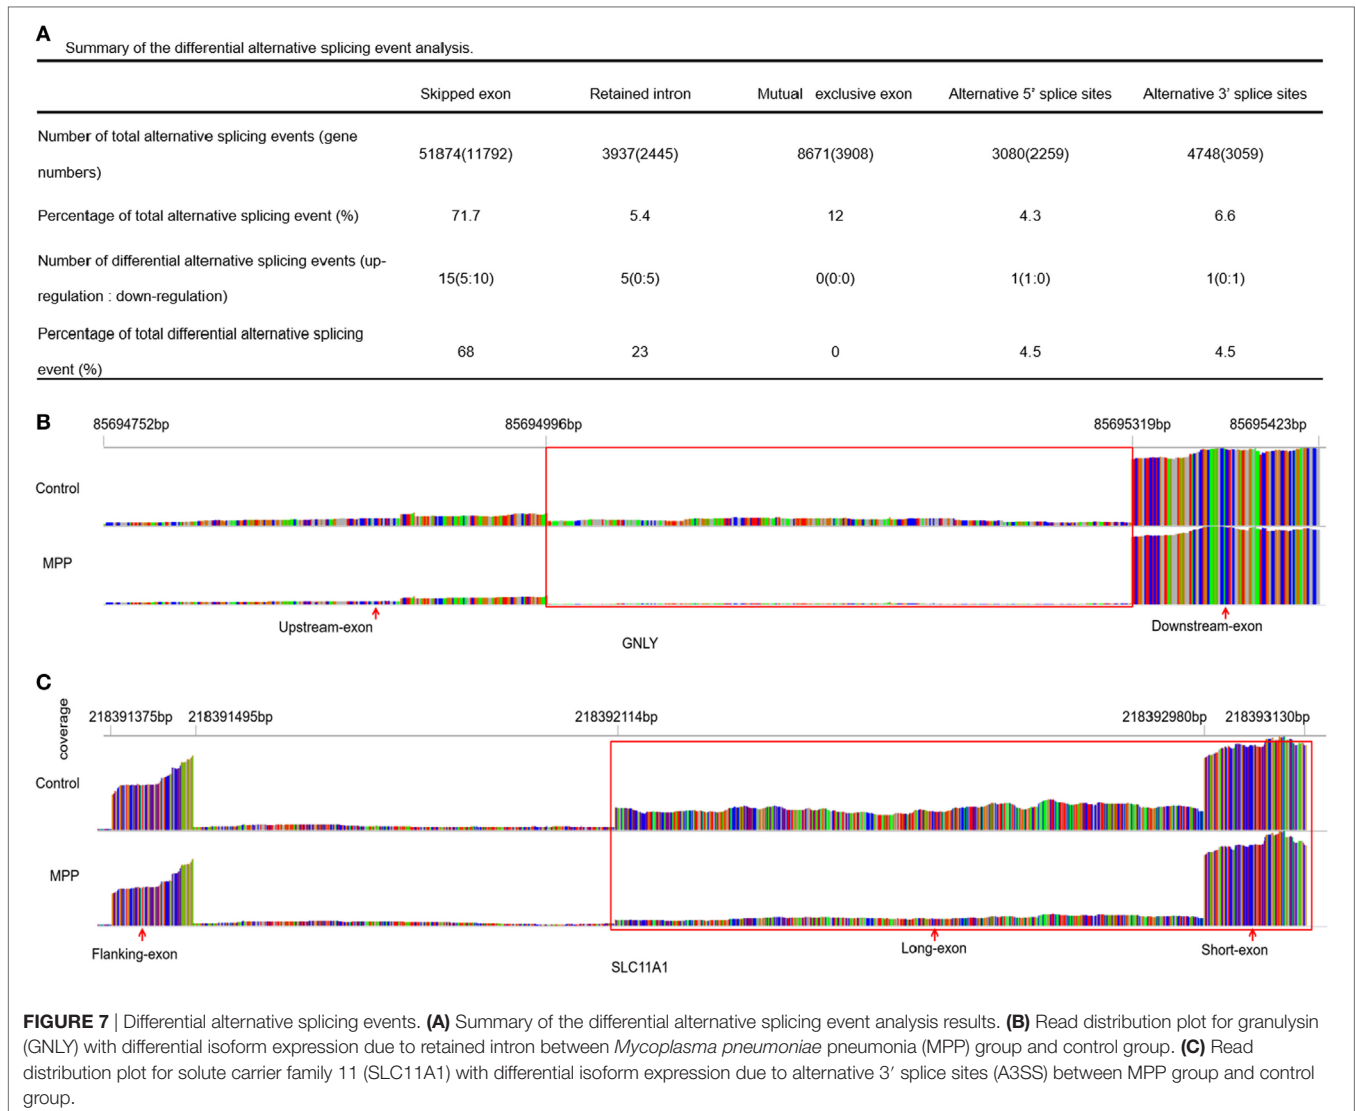 A
Summary of the differential alternative splicing event analysis.
Skipped exon Retained intron Mutual exclusive exon Alternative 5' splice sites Alternative 3' splice sites
Number of total alternative splicing events (gene
numbers)
51874(11792) 3937(2445) 8671(3908) 3080(2259) 4748(3059)
Percentage of total alternative splicing event (%) 71.7 5.4 12 4.3 6.6
Number of differential alternative splicing events (up-
regulation : down-regulation)
15(5:10) 5(0:5) 0(0:0) 1(1:0) 1(0:1)
Percentage of total differential alternative splicing
event (%)
68 23 0 4.5 4.5
B
85694752bp 85694996bp 85695319bp 85695423bp
Control
MPP
Upstream-exon Downstream-exon
GNLY
C
coverage
218391375bp 218391495bp 218392114bp 218392980bp 218393130bp
Control
MPP
Flanking-exon Long-exon Short-exon
SLC11A1
FIGURE 7 | Differential alternative splicing events. (A) Summary of the differential alternative splicing event analysis results. (B) Read distribution plot for granulysin
(GNLY) with differential isoform expression due to retained intron between Mycoplasma pneumoniae pneumonia (MPP) group and control group. (C) Read
distribution plot for solute carrier family 11 (SLC11A1) with differential isoform expression due to alternative 3′ splice sites (A3SS) between MPP group and control
group.